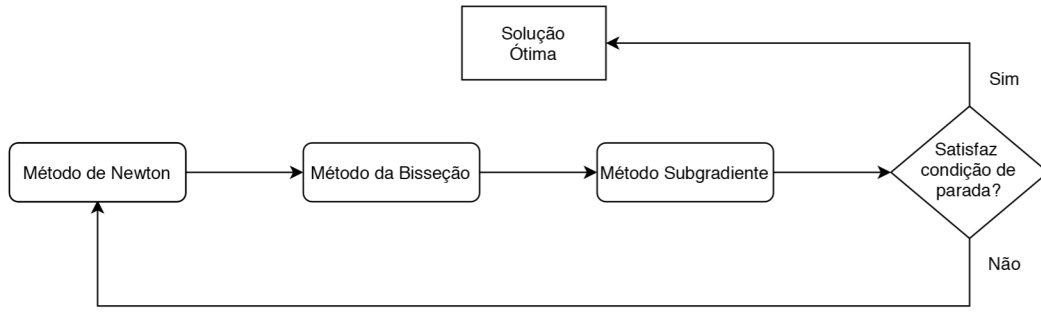 Solução
Ótima
Sim
Método de Newton
Método da Bisseção
Método Subgradiente
Satisfaz
condição de
parada?
Não